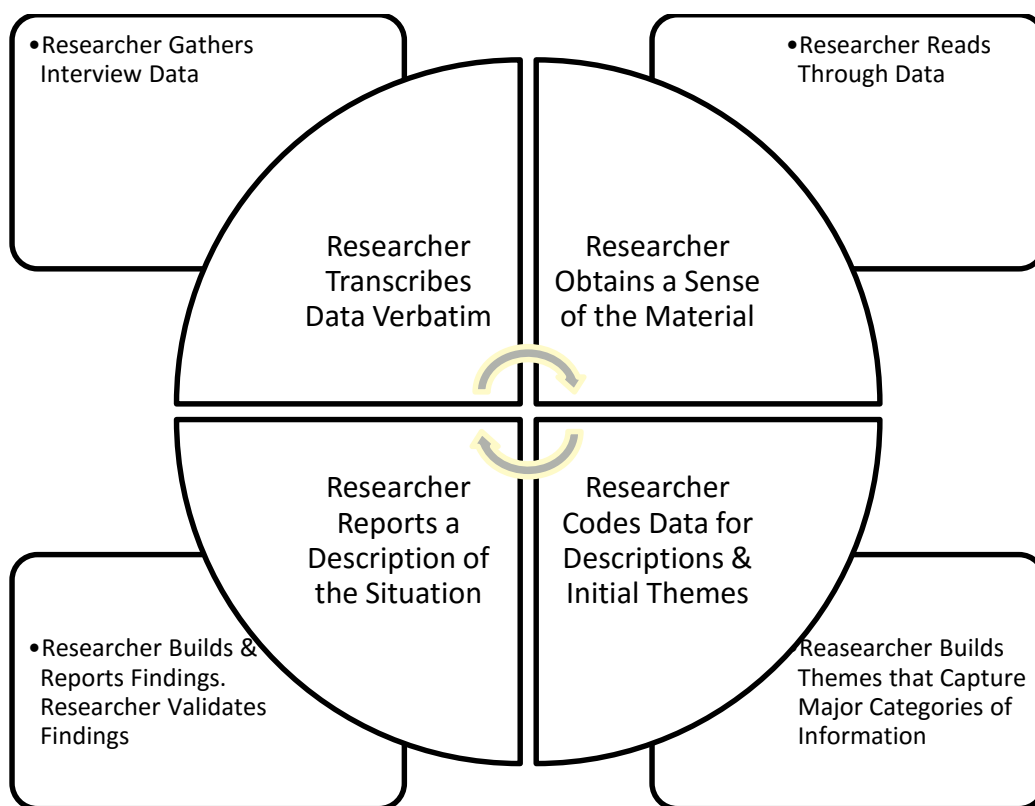 •Researcher Gathers
Interview Data
•Researcher Reads
Through Data
Researcher
Transcribes
Data Verbatim
Researcher
Obtains a Sense
of the Material
Researcher
Reports a
Description of
the Situation
Researcher
Codes Data for
Descriptions &
Initial Themes
•Researcher Builds &
Reports Findings.
Researcher Validates
Findings
•Reasearcher Builds
Themes that Capture
Major Categories of
Information